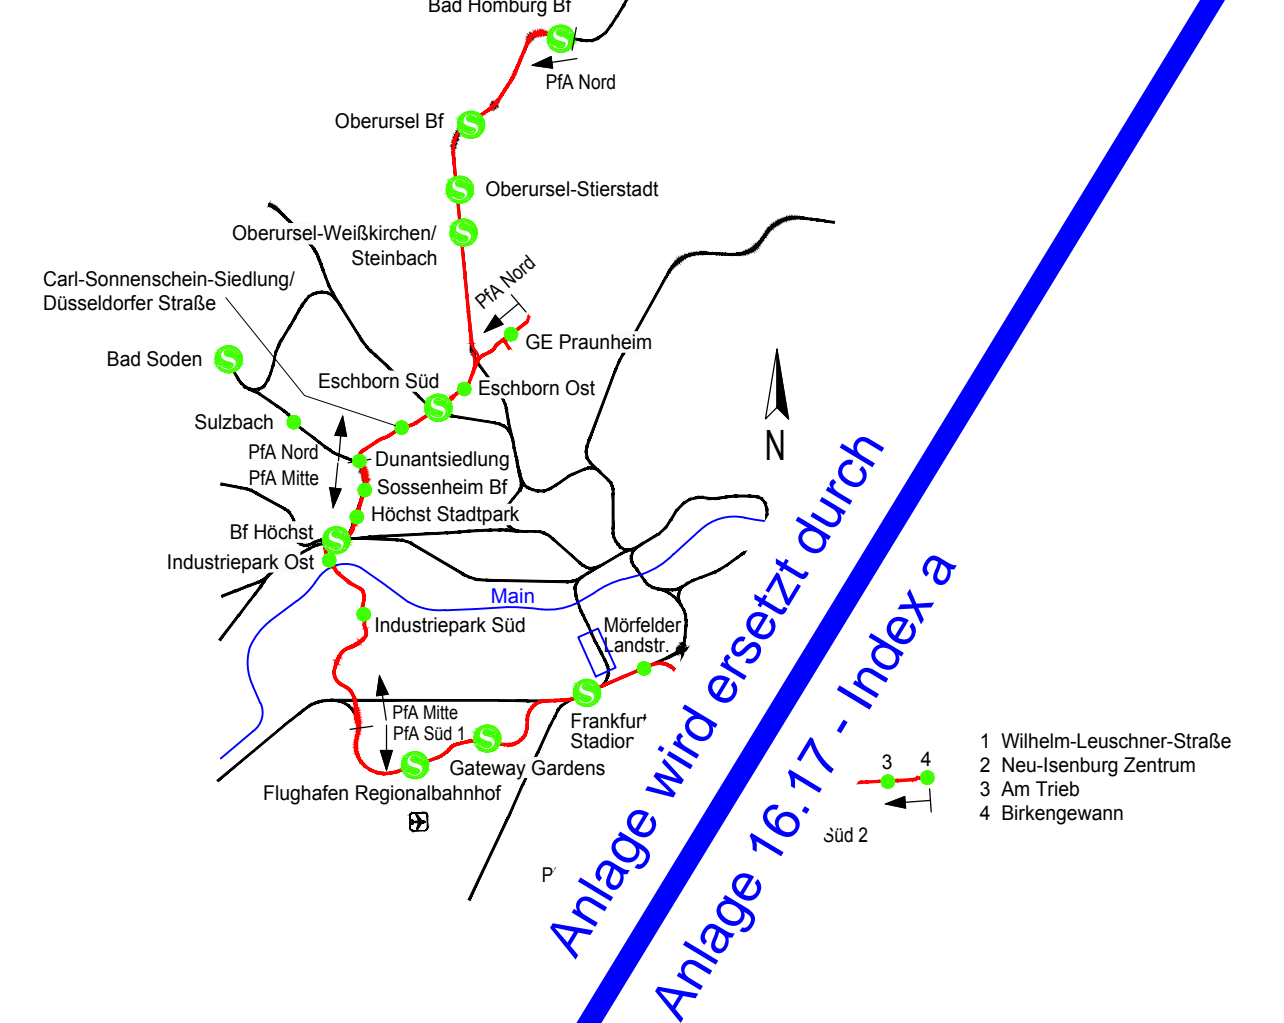 Bad Homburg Bf
PfA Nord
Oberursel Bf
Oberursel-Stierstadt
Oberursel-Weißkirchen/
Steinbach
Carl-Sonnenschein-Siedlung/
Düsseldorfer Straße
PfA Nord
GE Praunheim
Bad Soden
Eschborn Süd
Eschborn Ost
Sulzbach
PfA Nord
PfA Mitte
Dunantsiedlung
Sossenheim Bf
Höchst Stadtpark
Bf Höchst
Industriepark Ost
Main
Industriepark Süd
Mörfelder
Landstr.
N
PfA Mitte
PfA Süd 1
Frankfurt
Stadion
Gateway Gardens
Flughafen Regionalbahnhof
Anlage wird ersetzt durch
Anlage 16.17 - Index a
3 4
Süd 2
1 Wilhelm-Leuschner-Straße
2 Neu-Isenburg Zentrum
3 Am Trieb
4 Birkengewann